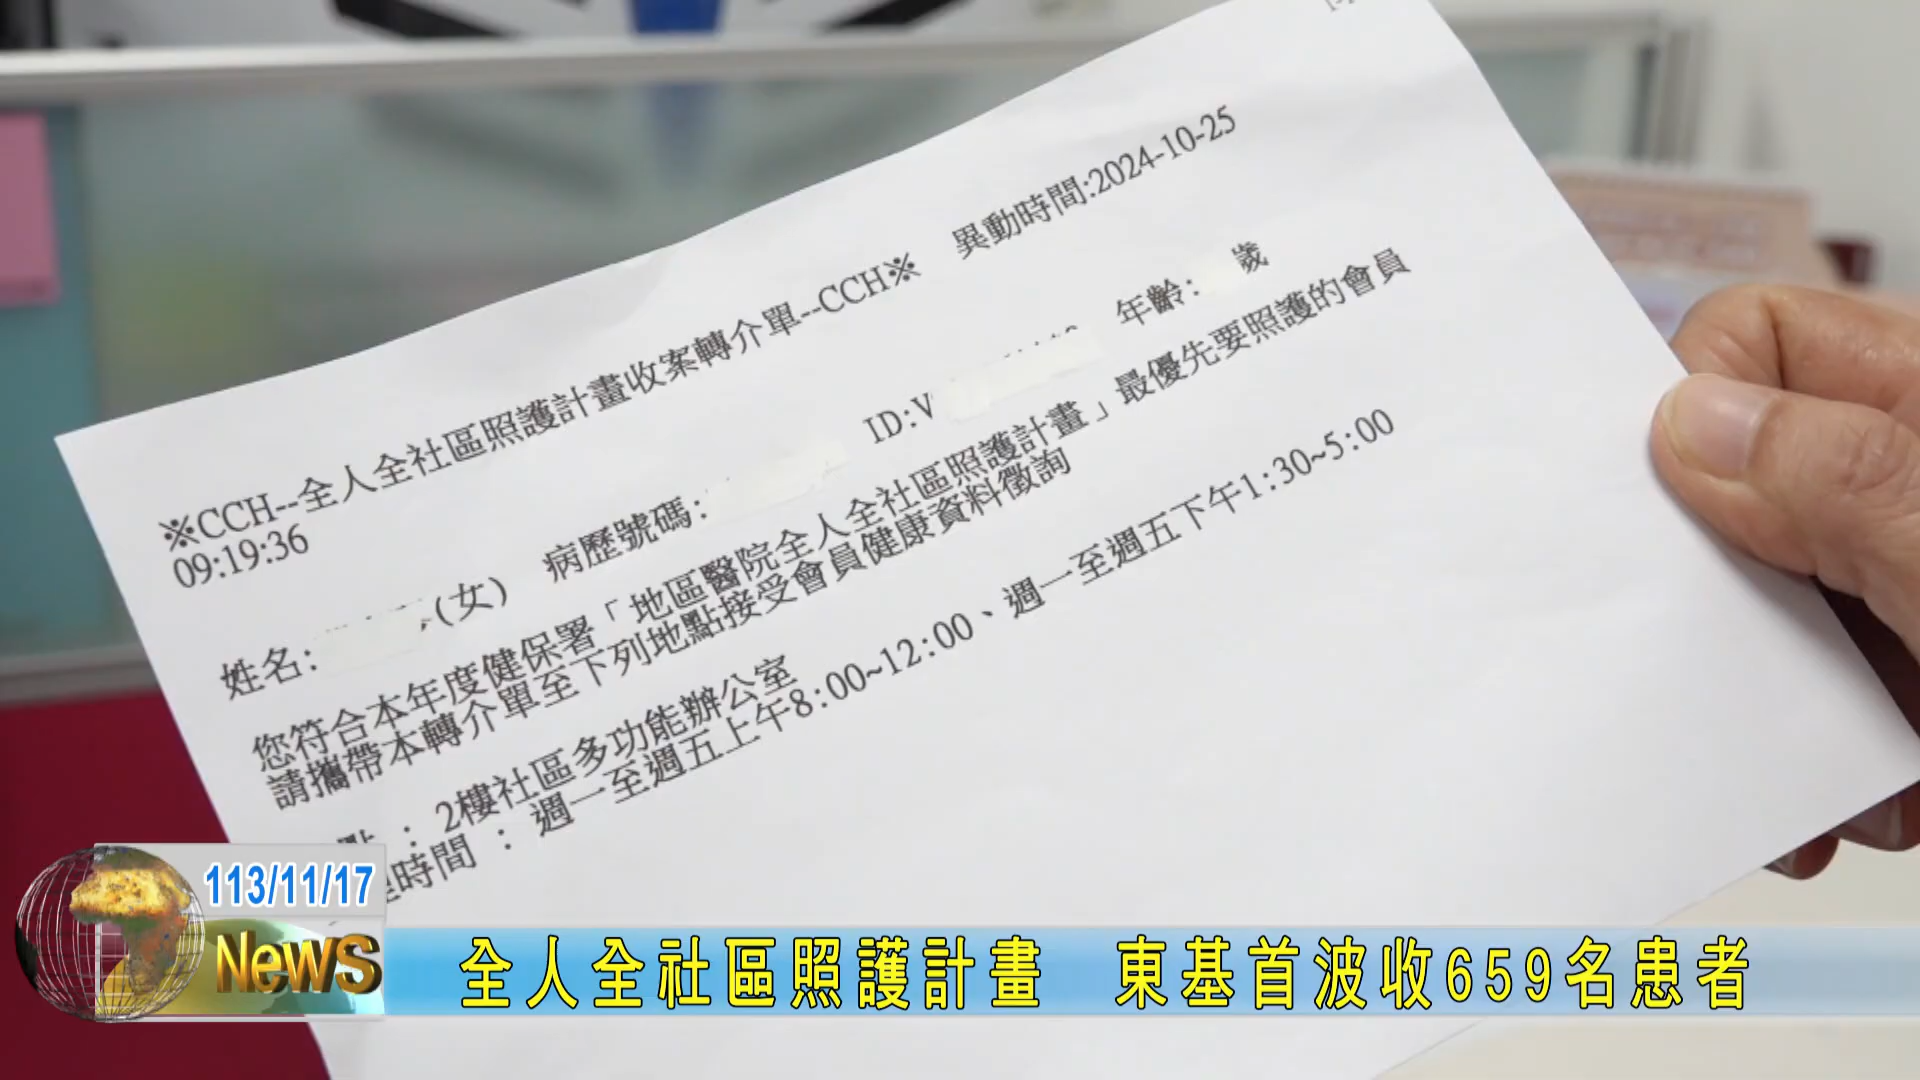 ※CCH--全人全社區照護計畫收案轉介單--CCH※ 異動時間:2024-10-25
09:19:36
姓名: (女) 病歷號碼: ID:V 年齡: 歲
您符合本年度健保署「地區醫院全人全社區照護計畫」最優先要照護的會員
請攜帶本轉介單至下列地點接受會員健康資料徵詢
: 2樓社區多功能辦公室
時間 : 週一至週五上午8:00~12:00、週一至週五下午1:30~5:00
113/11/17
News
全人全社區照護計畫 東基首波收659名患者